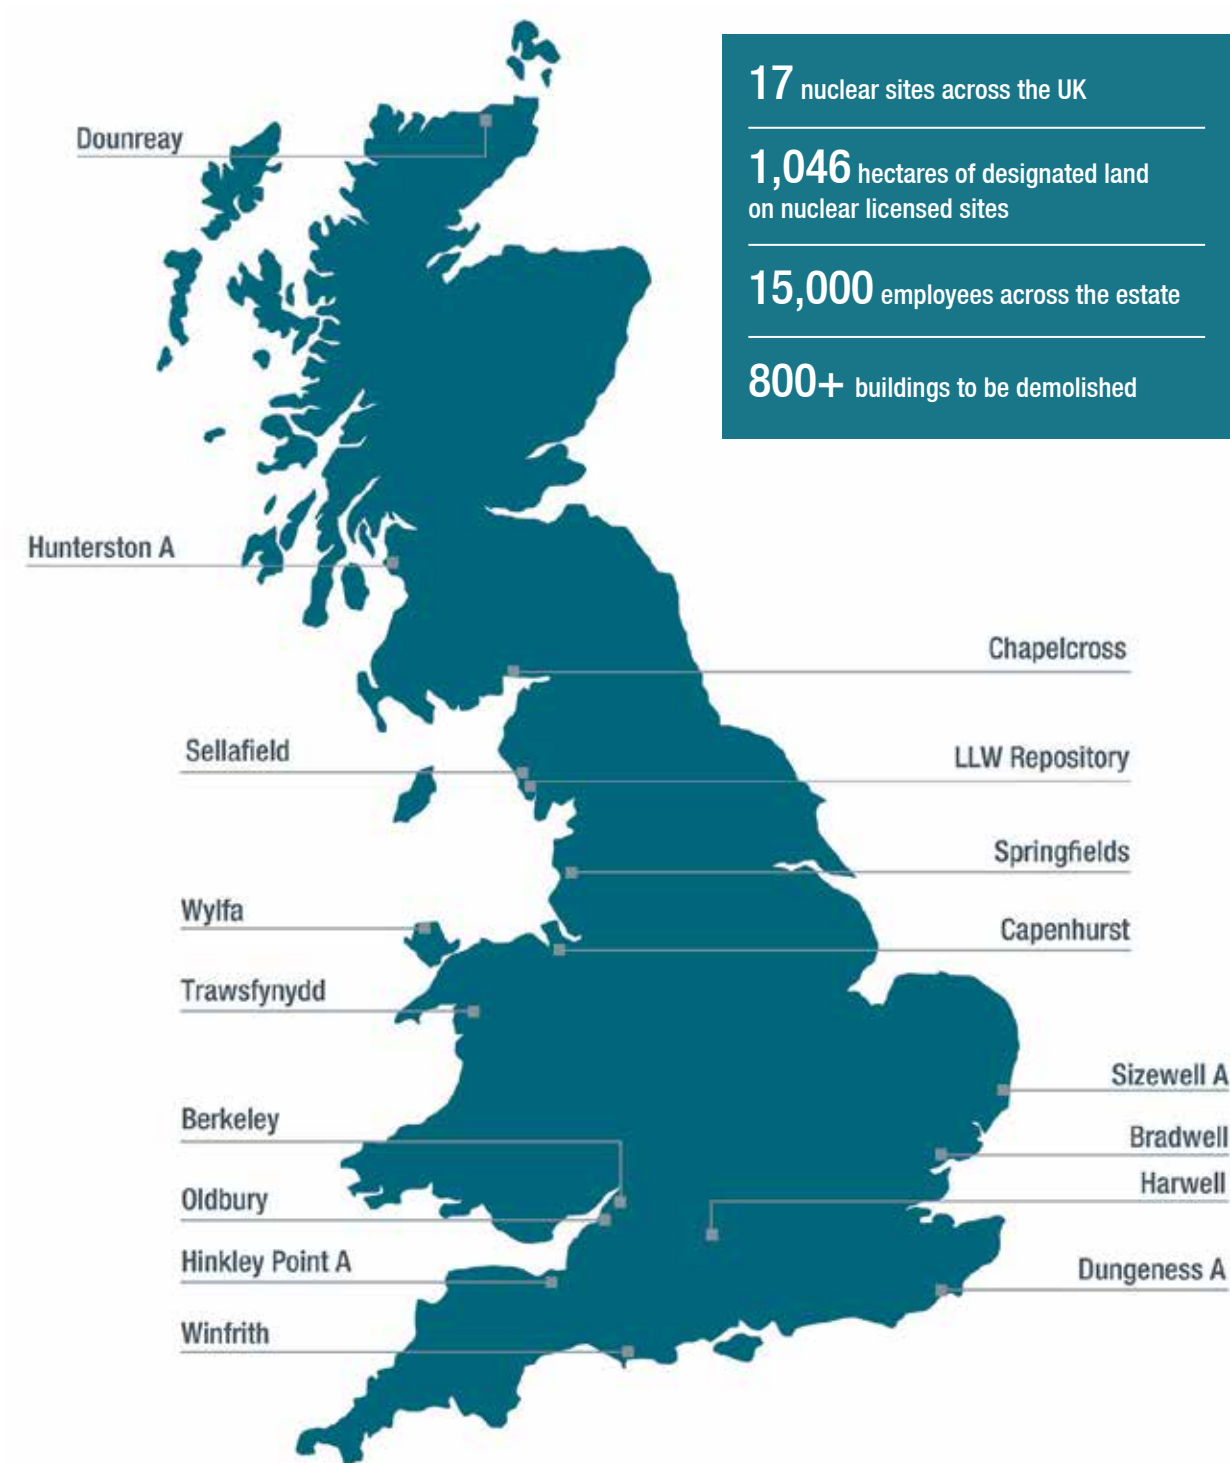 17 nuclear sites across the UK
1,046 hectares of designated land
on nuclear licensed sites
15,000 employees across the estate
800+ buildings to be demolished
Dounreay
Hunterston A
Chapelcross
Sellafield
LLW Repository
Springfields
Wylfa
Capenhurst
Trawsfynydd
Sizewell A
Berkeley
Bradwell
Harwell
Oldbury
Hinkley Point A
Dungeness A
Winfrith